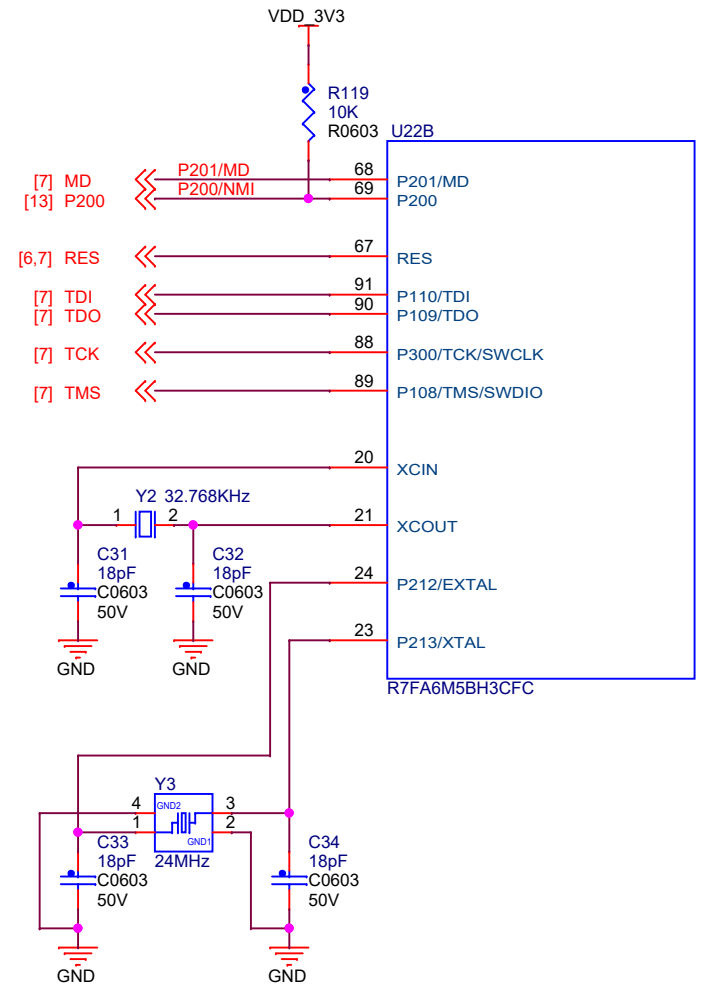 VDD_3V3
R119
10K
R0603
U22B
[7] MD
P201/MD
68
P201/MD
[13] P200
P200/NMI
69
P200
[6,7] RES
67
RES
[7] TDI
91
P110/TDI
[7] TDO
90
P109/TDO
[7] TCK
88
P300/TCK/SWCLK
[7] TMS
89
P108/TMS/SWDIO
20
XCIN
Y2 32.768KHz
1
2
21
XCOUT
C31
18pF
C0603
50V
C32
18pF
C0603
50V
24
P212/EXTAL
23
P213/XTAL
GND
GND
R7FA6M5BH3CFC
Y3
4
GND2
3
1
2
GND1
24MHz
C33
18pF
C0603
50V
C34
18pF
C0603
50V
GND
GND